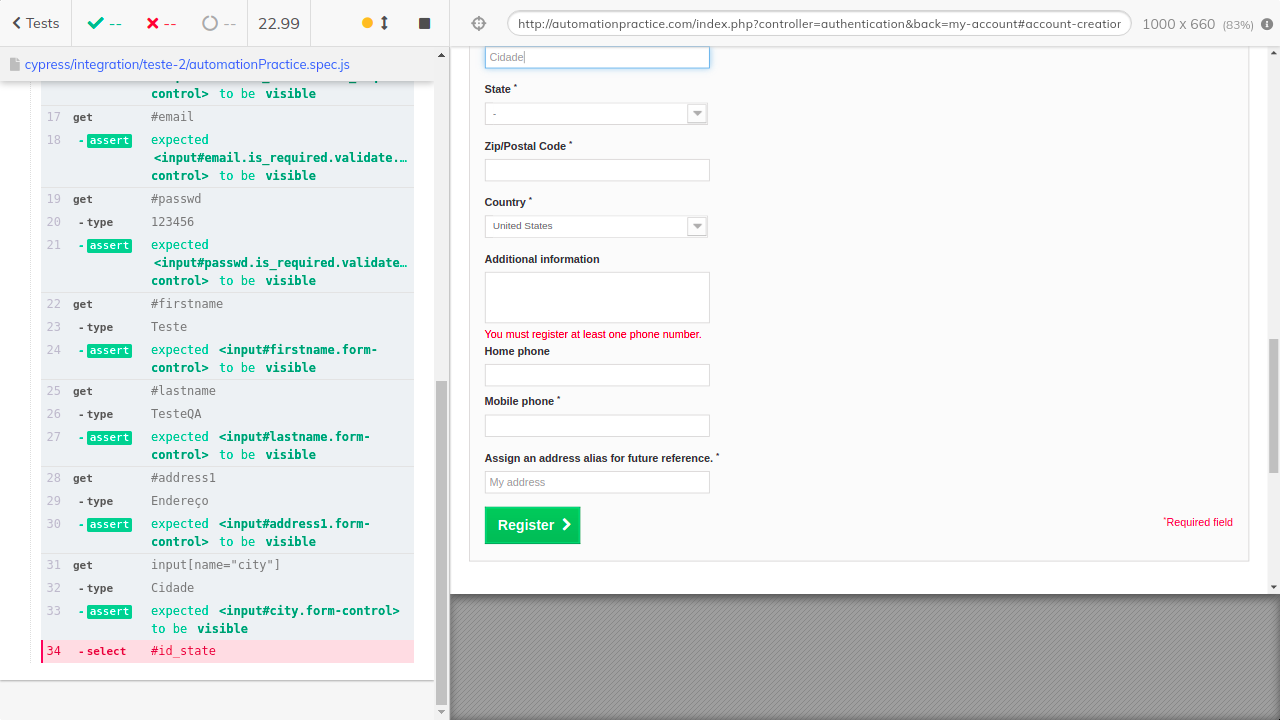 Tests
--
--
--
22.99
http://automationpractice.com/index.php?controller=authentication&back=my-account#account-creation
1000 x 660 (83%)
cypress/integration/teste-2/automationPractice.spec.js
control> to be visible
17 get #email
18 - assert expected
<input#email.is_required.validate.…
control> to be visible
19 get #passwd
20 - type 123456
21 - assert expected
<input#passwd.is_required.validate…
control> to be visible
22 get #firstname
23 - type Teste
24 - assert expected <input#firstname.form-
control> to be visible
25 get #lastname
26 - type TesteQA
27 - assert expected <input#lastname.form-
control> to be visible
28 get #address1
29 - type Endereço
30 - assert expected <input#address1.form-
control> to be visible
31 get input[name="city"]
32 - type Cidade
33 - assert expected <input#city.form-control>
to be visible
34 - select #id_state
Cidade
State *
-
Zip/Postal Code *
Country *
United States
Additional information
You must register at least one phone number.
Home phone
Mobile phone *
Assign an address alias for future reference. *
My address
Register
*Required field